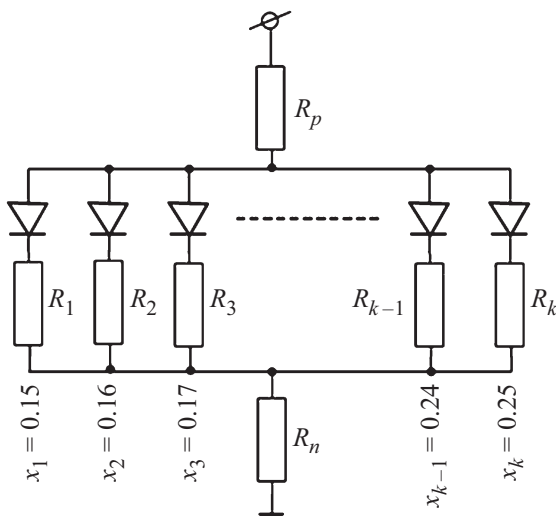 R_p
R_1
R_2
R_3
R_{k-1}
R_k
R_n
x_1 = 0.15
x_2 = 0.16
x_3 = 0.17
x_{k-1} = 0.24
x_k = 0.25